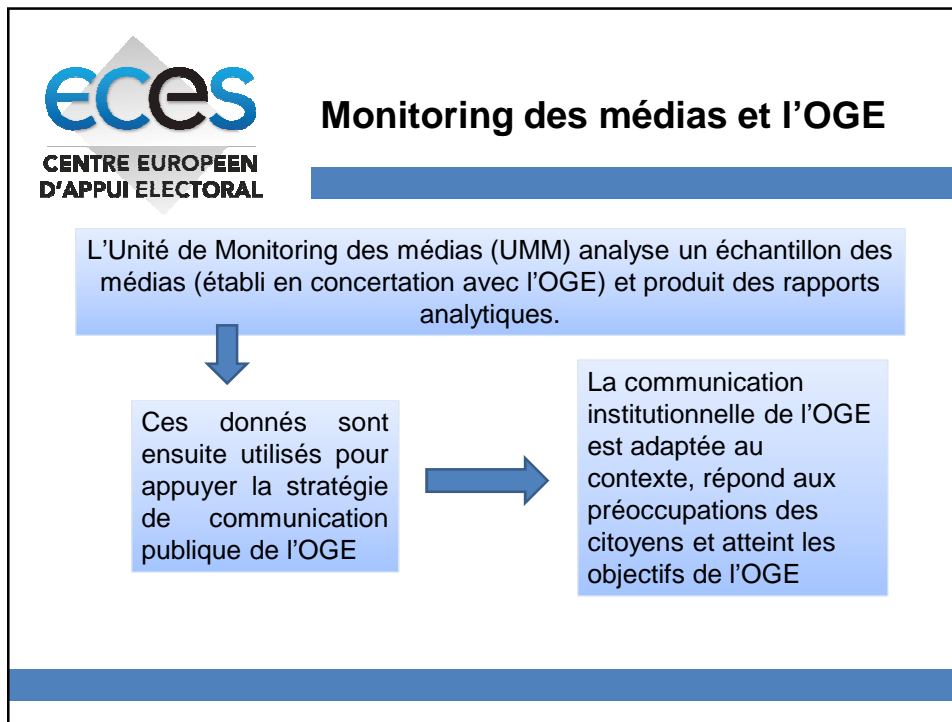 eces
CENTRE EUROPEEN
D'APPUI ELECTORAL
Monitoring des médias et l'OGE
L'Unité de Monitoring des médias (UMM) analyse un échantillon des
médias (établi en concertation avec l'OGE) et produit des rapports
analytiques.
Ces donnés sont
ensuite utilisés pour
appuyer la stratégie
de communication
publique de l'OGE
La communication
institutionnelle de l'OGE
est adaptée au
contexte, répond aux
préoccupations des
citoyens et atteint les
objectifs de l'OGE